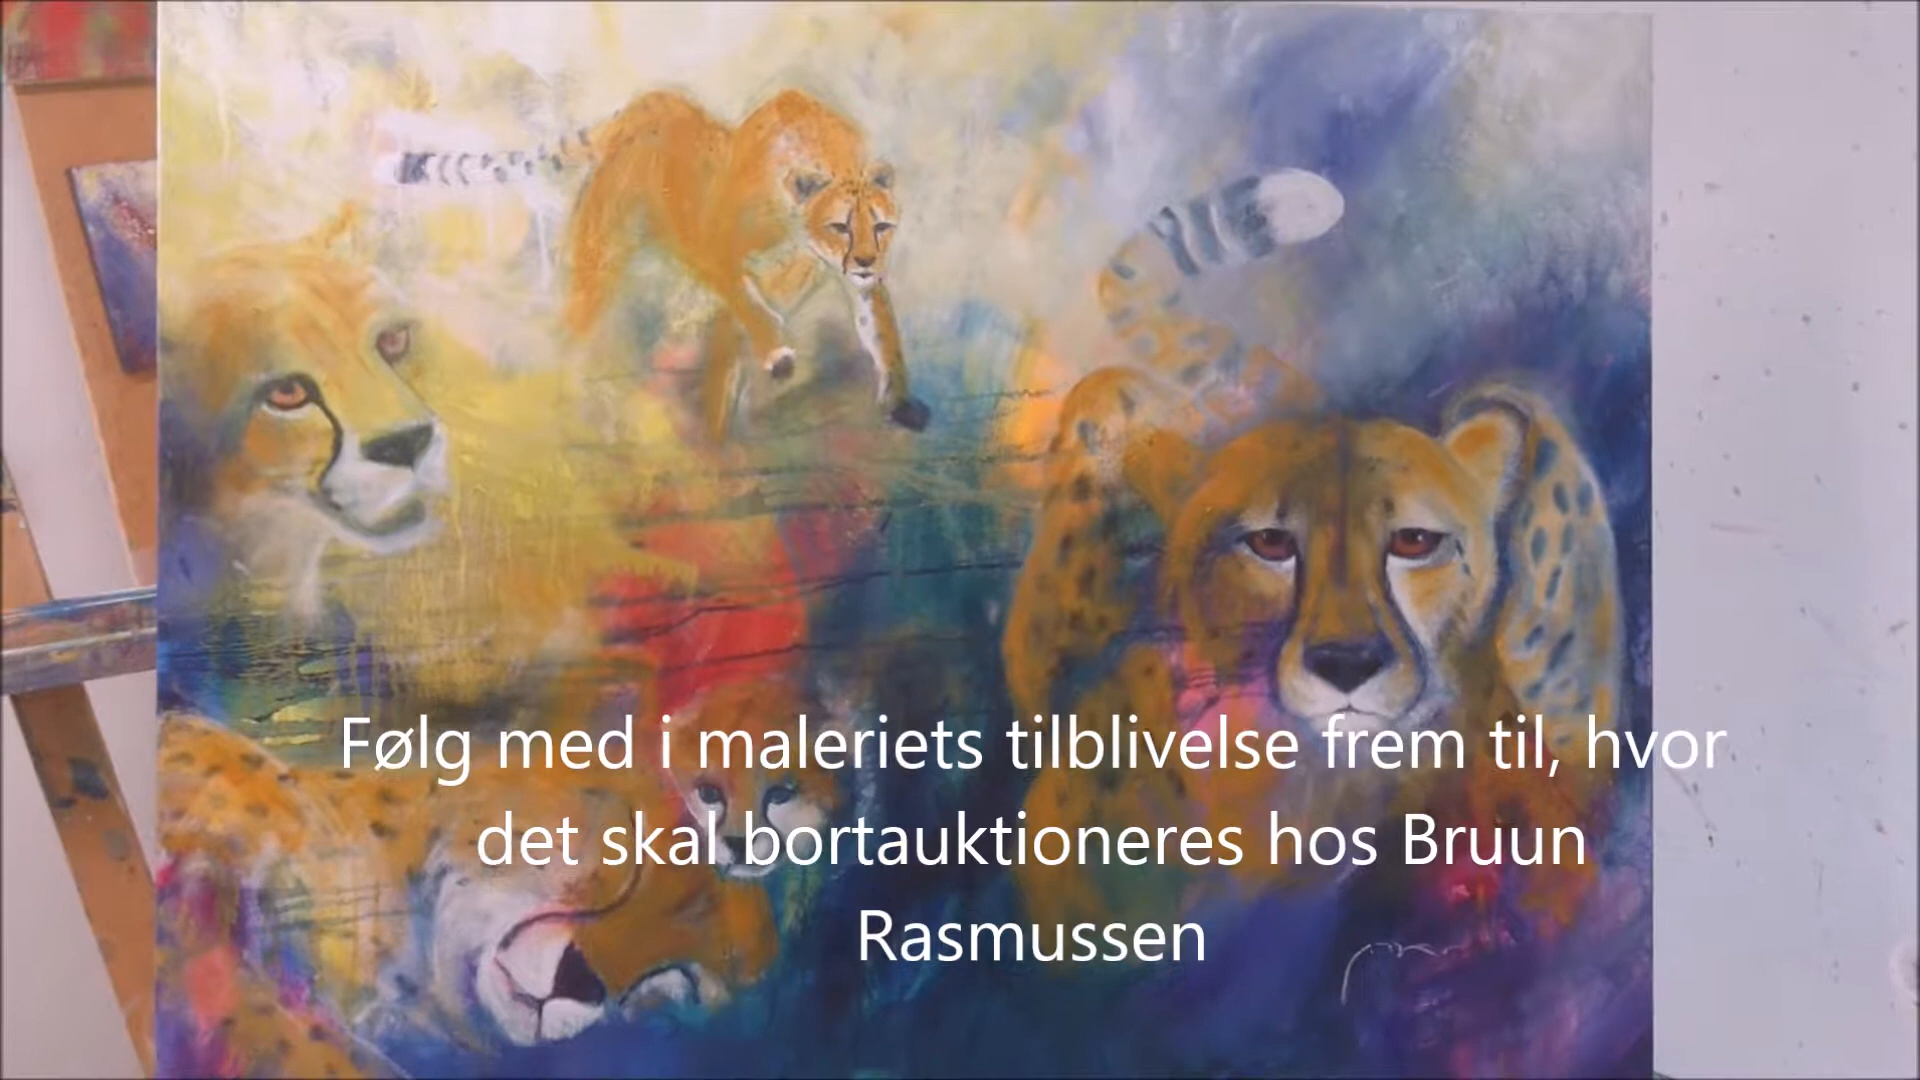 Følg med i maleriets tilblivelse frem til, hvor
det skal bortauktioneres hos Bruun
Rasmussen